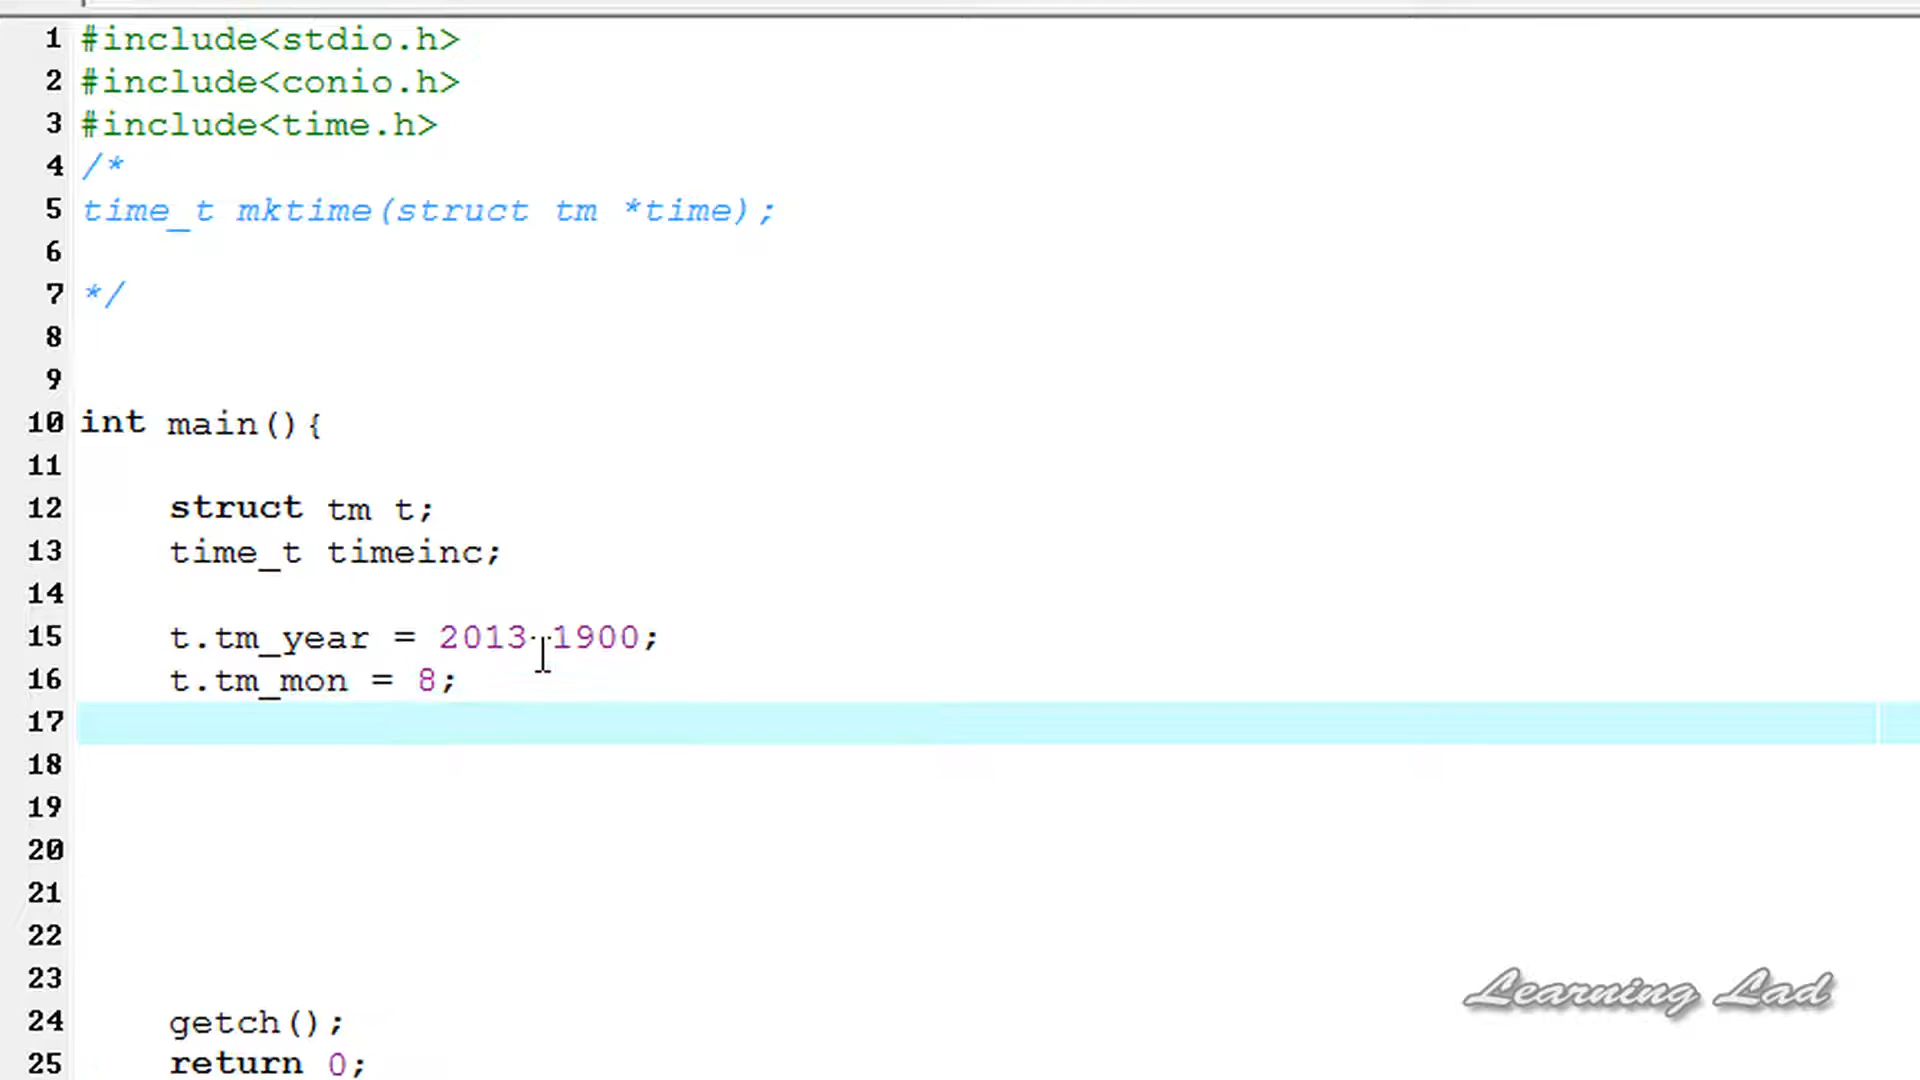 1 #include<stdio.h>
2 #include<conio.h>
3 #include<time.h>
4 /*
5 time_t mktime(struct tm *time);
6
7 */
8
9
10 int main(){
11
12 struct tm t;
13 time_t timeinc;
14
15 t.tm_year = 2013-1900;
16 t.tm_mon = 8;
17
18
19
20
21
22
23
24 getch();
25 return 0;
Learning Lad